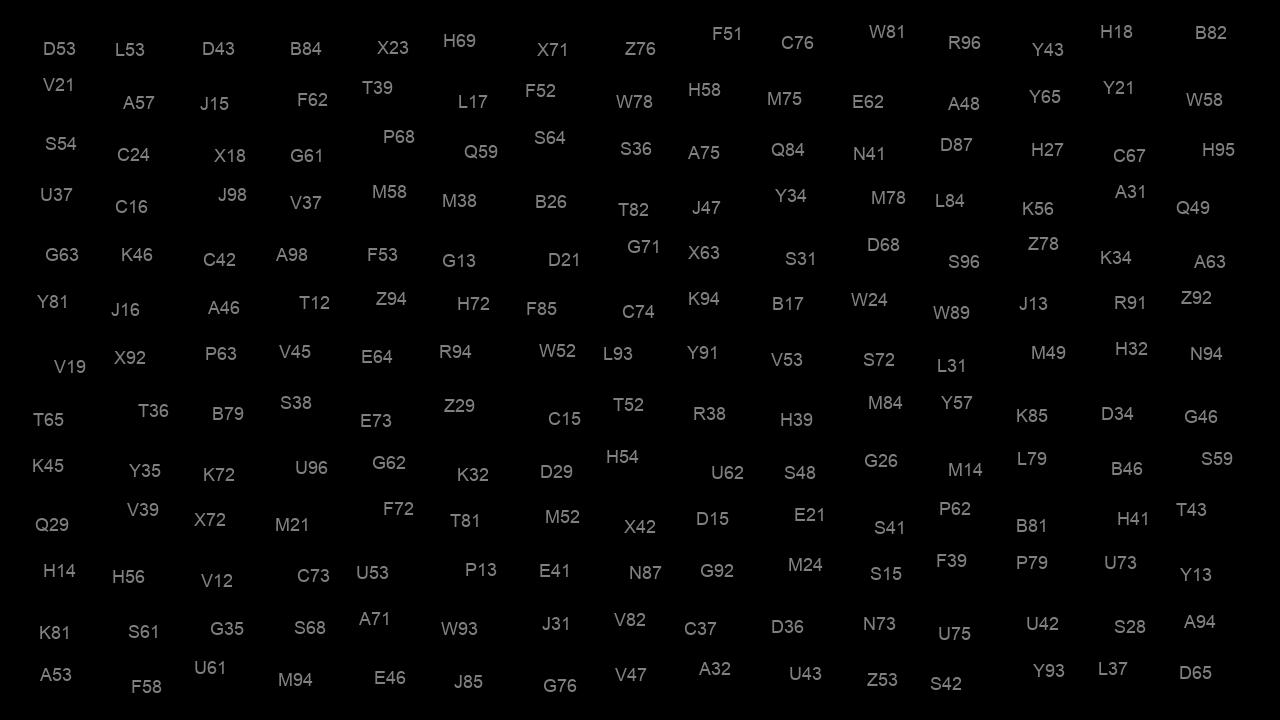 D53 L53 D43 B84 X23 H69 X71 Z76 F51 C76 W81 R96 Y43 H18 B82
V21 A57 J15 F62 T39 L17 F52 W78 H58 M75 E62 A48 Y65 Y21 W58
S54 C24 X18 G61 P68 Q59 S64 S36 A75 Q84 N41 D87 H27 C67 H95
U37 C16 J98 V37 M58 M38 B26 T82 J47 Y34 M78 L84 K56 A31 Q49
G63 K46 C42 A98 F53 G13 D21 G71 X63 S31 D68 S96 Z78 K34 A63
Y81 J16 A46 T12 Z94 H72 F85 C74 K94 B17 W24 W89 J13 R91 Z92
V19 X92 P63 V45 E64 R94 W52 L93 Y91 V53 S72 L31 M49 H32 N94
T65 T36 B79 S38 E73 Z29 C15 T52 R38 H39 M84 Y57 K85 D34 G46
K45 Y35 K72 U96 G62 K32 D29 H54 U62 S48 G26 M14 L79 B46 S59
Q29 V39 X72 M21 F72 T81 M52 X42 D15 E21 S41 P62 B81 H41 T43
H14 H56 V12 C73 U53 P13 E41 N87 G92 M24 S15 F39 P79 U73 Y13
K81 S61 G35 S68 A71 W93 J31 V82 C37 D36 N73 U75 U42 S28 A94
A53 F58 U61 M94 E46 J85 G76 V47 A32 U43 Z53 S42 Y93 L37 D65